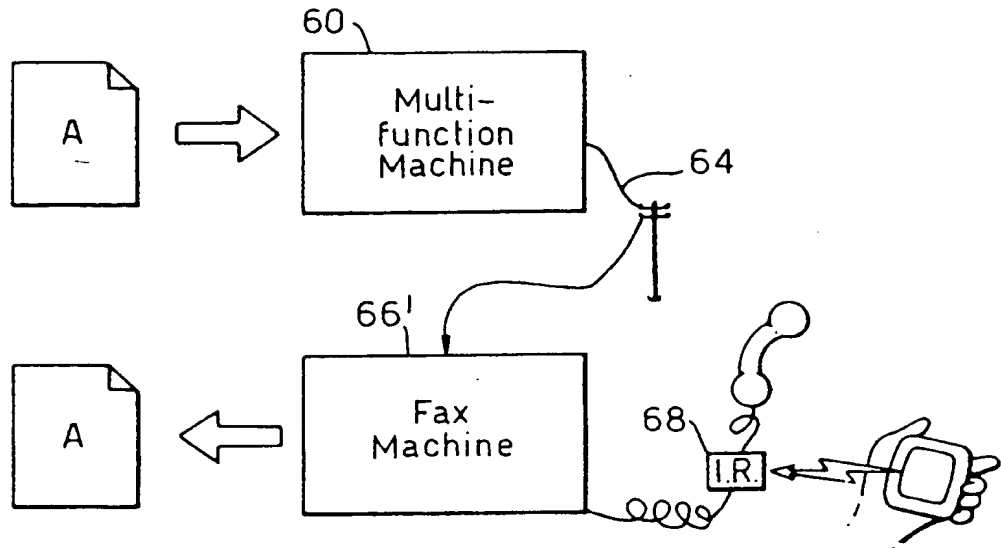 60
A
Multi-
function
Machine
64
66'
A
Fax
Machine
68
I.R.